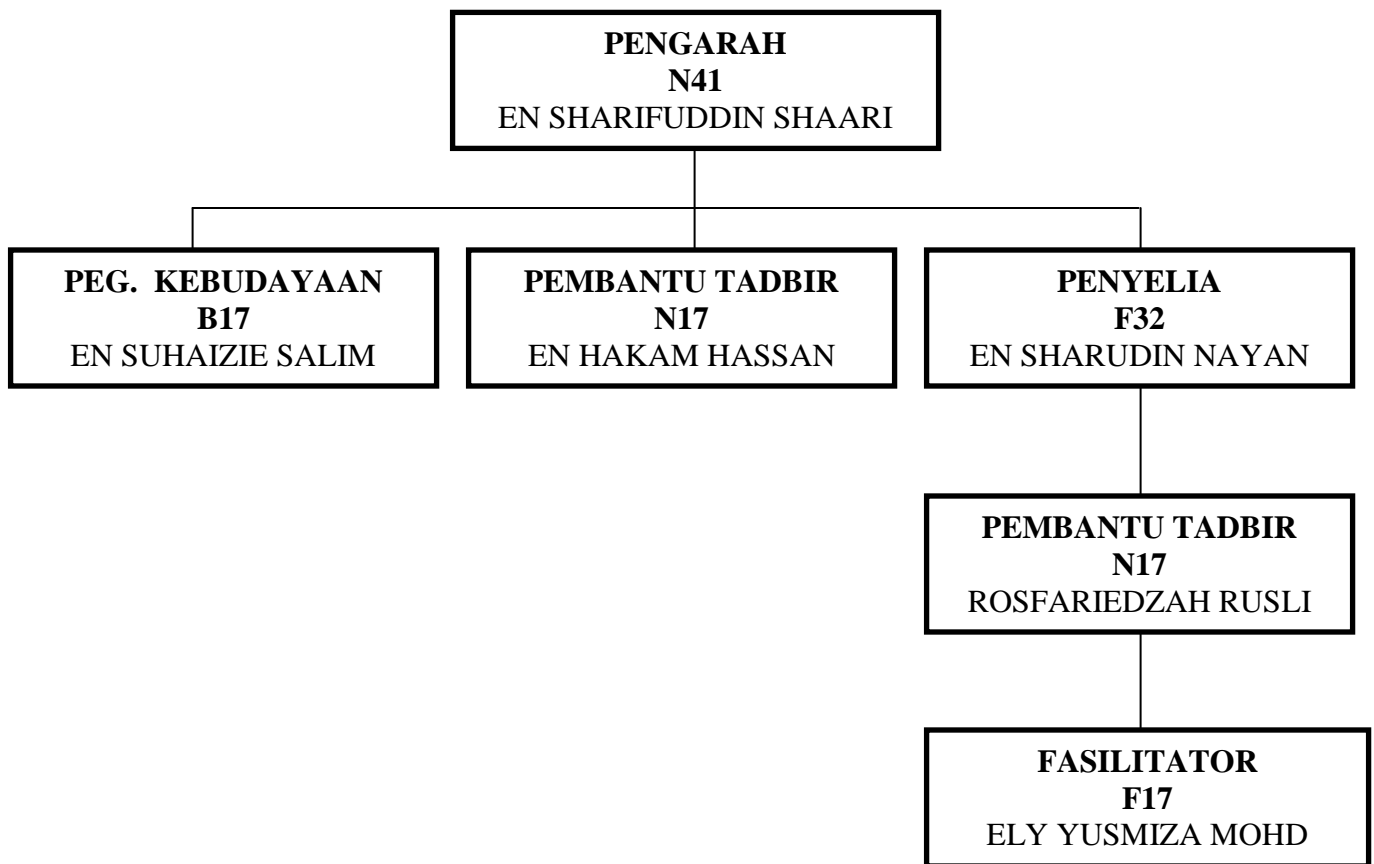 PENGARAH
N41
EN SHARIFUDDIN SHAARI
PEG. KEBUDAYAAN
B17
EN SUHAIZIE SALIM
PEMBANTU TADBIR
N17
EN HAKAM HASSAN
PENYELIA
F32
EN SHARUDIN NAYAN
PEMBANTU TADBIR
N17
ROSFARIEDZAH RUSLI
FASILITATOR
F17
ELY YUSMIZA MOHD